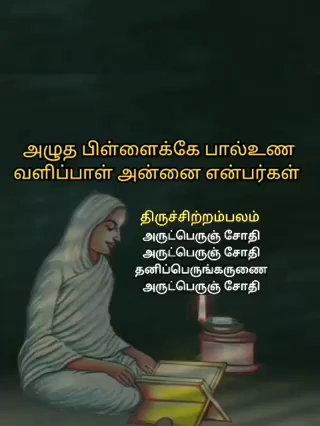 அழுத பிள்ளைக்கே பால்உண
வளிப்பாள் அன்னை என்பர்கள்
திருச்சிற்றம்பலம்
அருட்பெருஞ் சோதி
அருட்பெருஞ் சோதி
தனிப்பெருங்கருணை
அருட்பெருஞ் சோதி